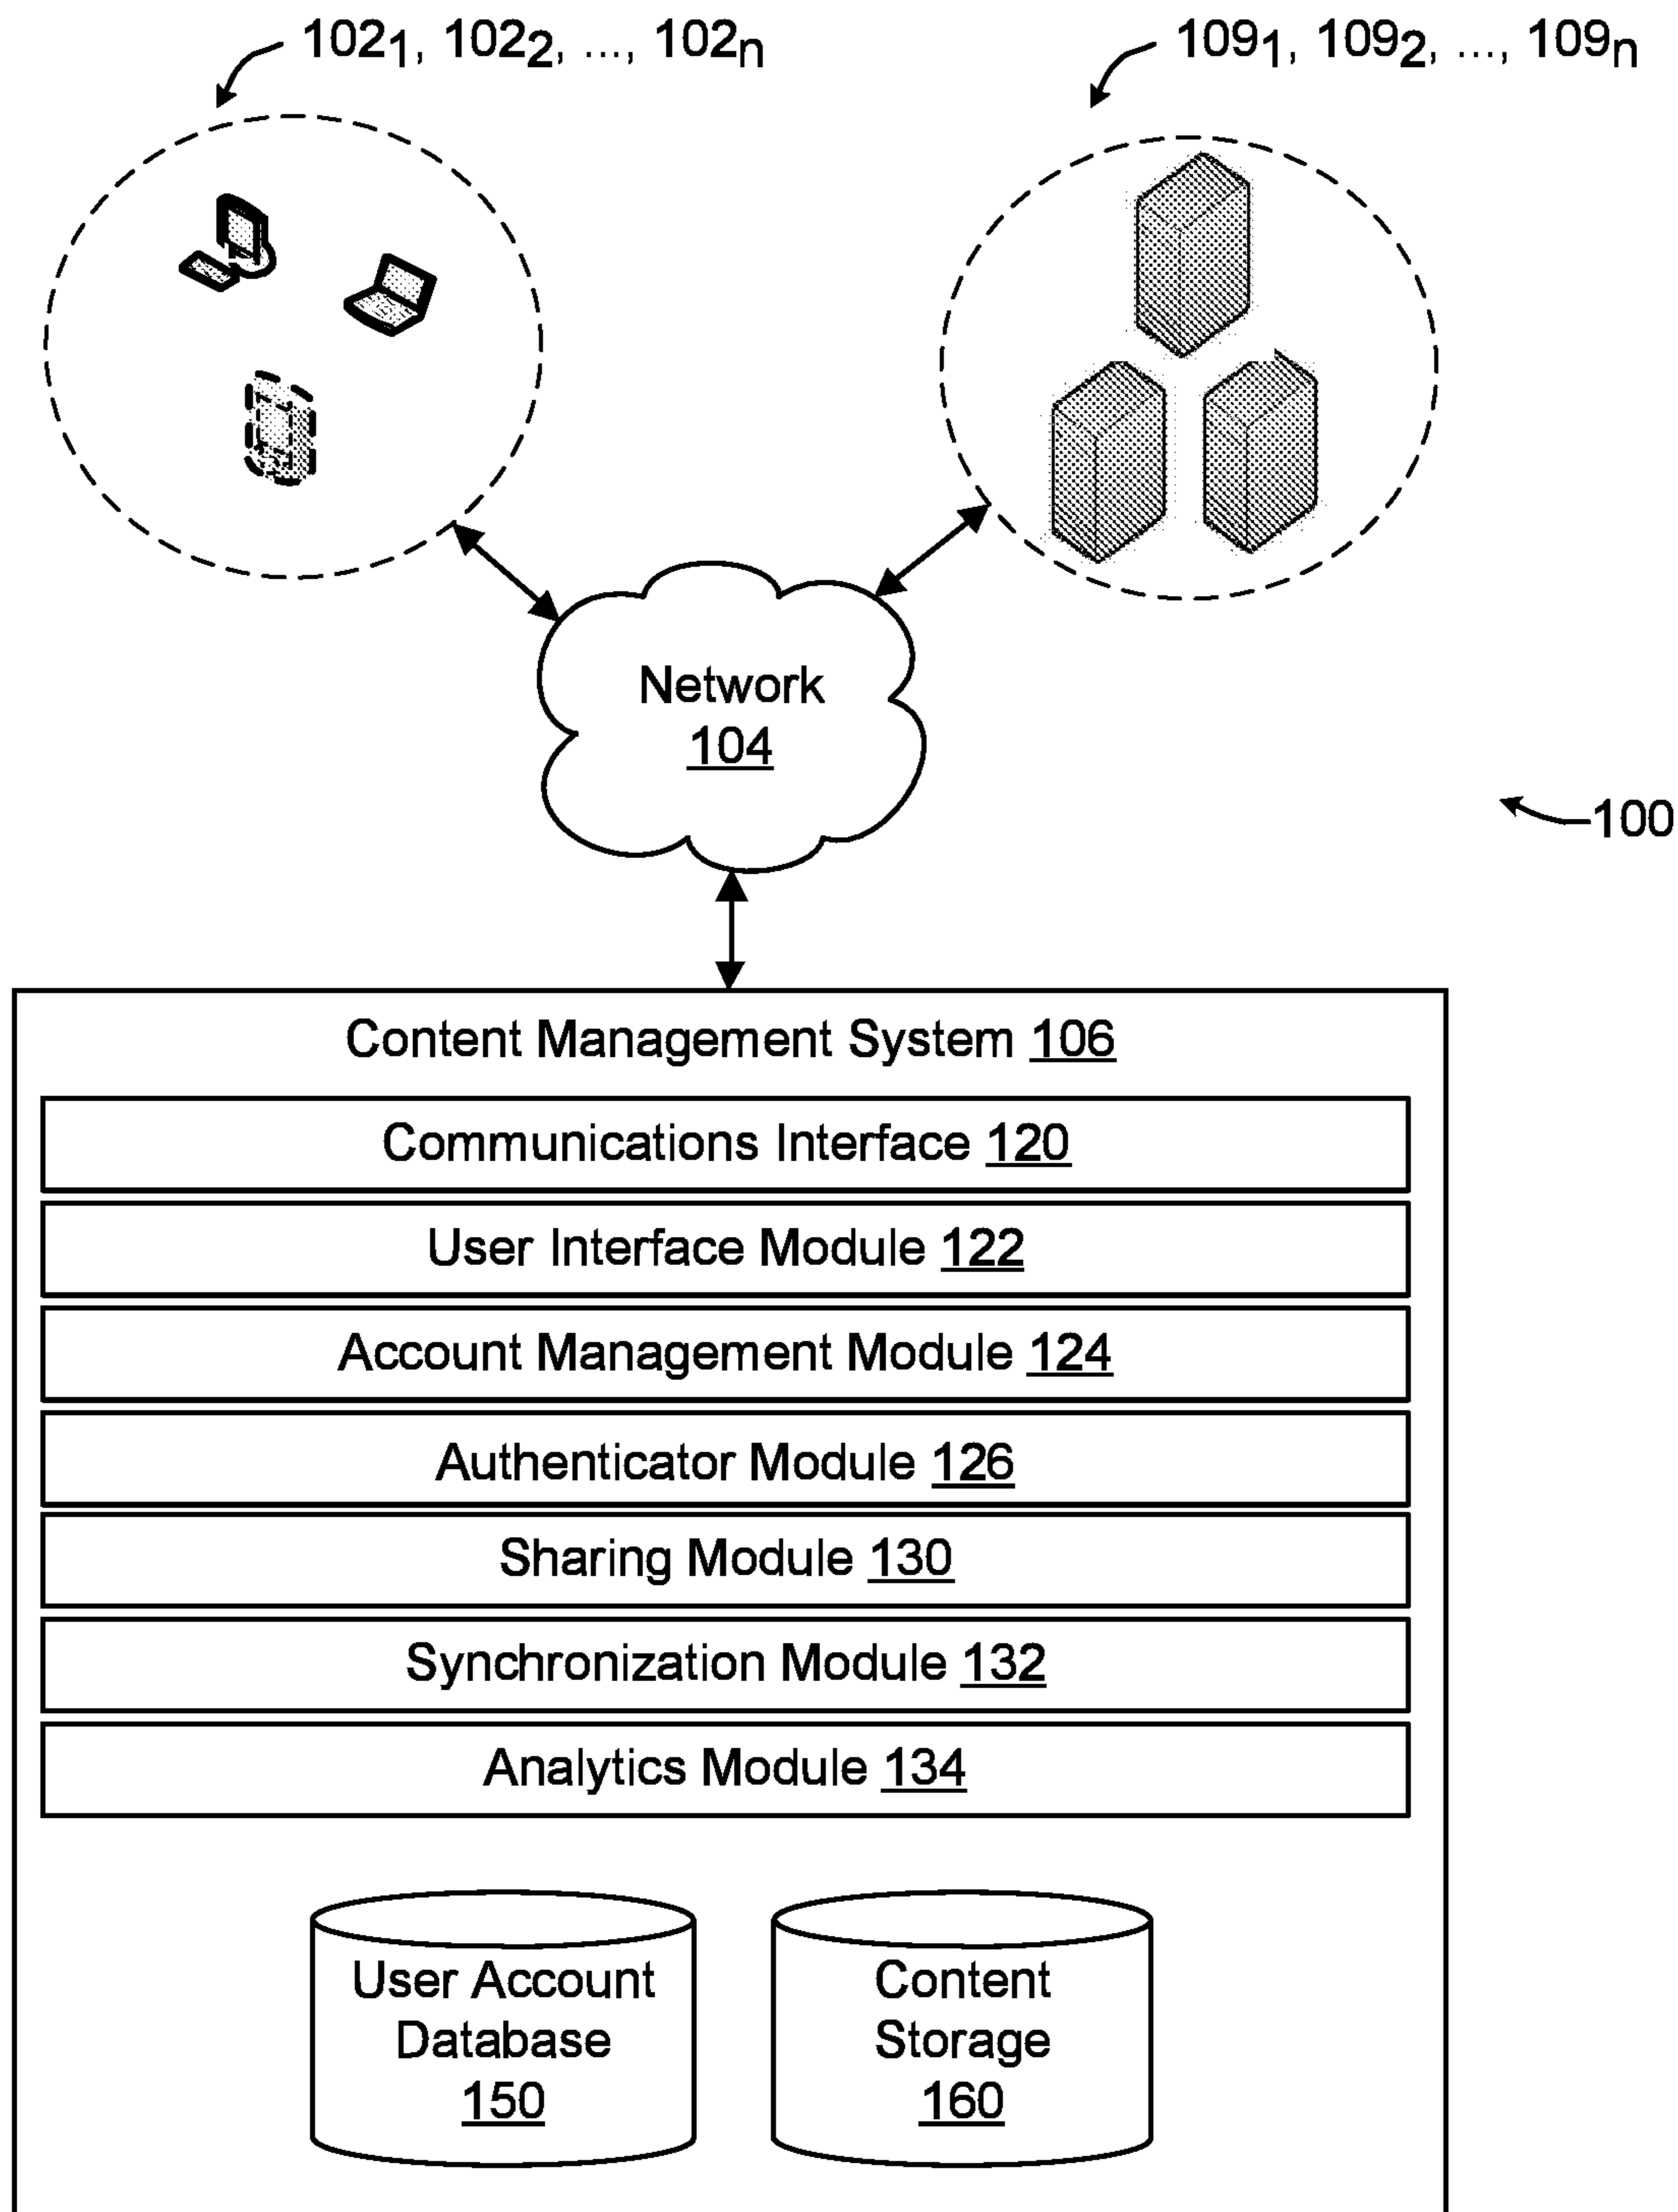 102₁, 102₂, ..., 102ₙ
109₁, 109₂, ..., 109ₙ
Network
104
100
Content Management System 106
Communications Interface 120
User Interface Module 122
Account Management Module 124
Authenticator Module 126
Sharing Module 130
Synchronization Module 132
Analytics Module 134
User Account
Database
150
Content
Storage
160